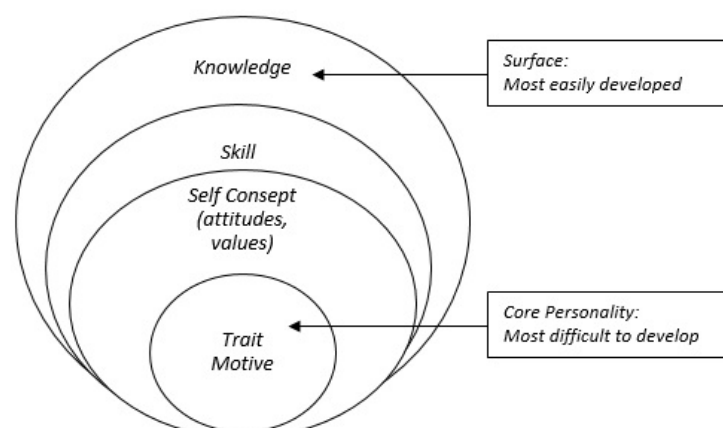 Knowledge
Surface:
Most easily developed
Skill
Self Consept
(attitudes,
values)
Core Personality:
Most difficult to develop
Trait
Motive